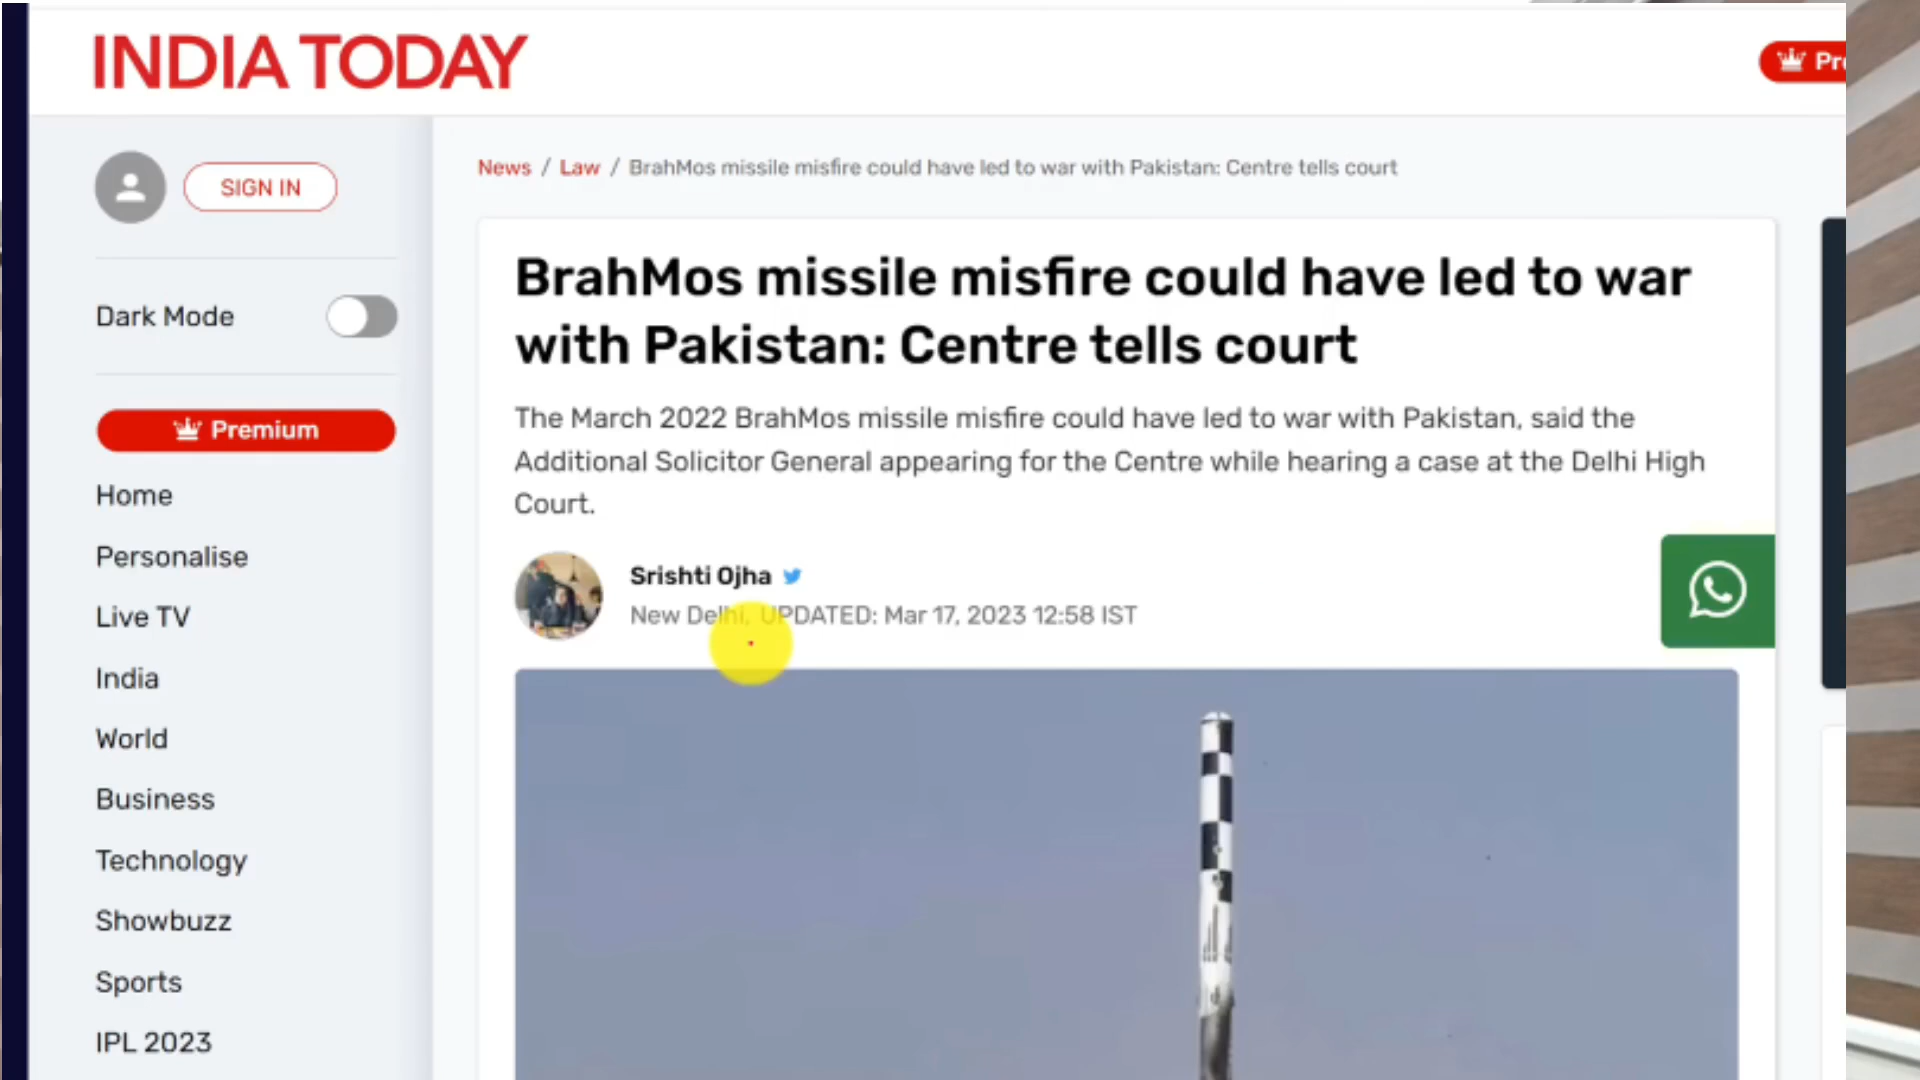 INDIA TODAY
SIGN IN
Dark Mode
Premium
Home
Personalise
Live TV
India
World
Business
Technology
Showbuzz
Sports
IPL 2023
News / Law / BrahMos missile misfire could have led to war with Pakistan: Centre tells court
BrahMos missile misfire could have led to war
with Pakistan: Centre tells court
The March 2022 BrahMos missile misfire could have led to war with Pakistan, said the
Additional Solicitor General appearing for the Centre while hearing a case at the Delhi High
Court.
Srishti Ojha
New Delhi, UPDATED: Mar 17, 2023 12:58 IST